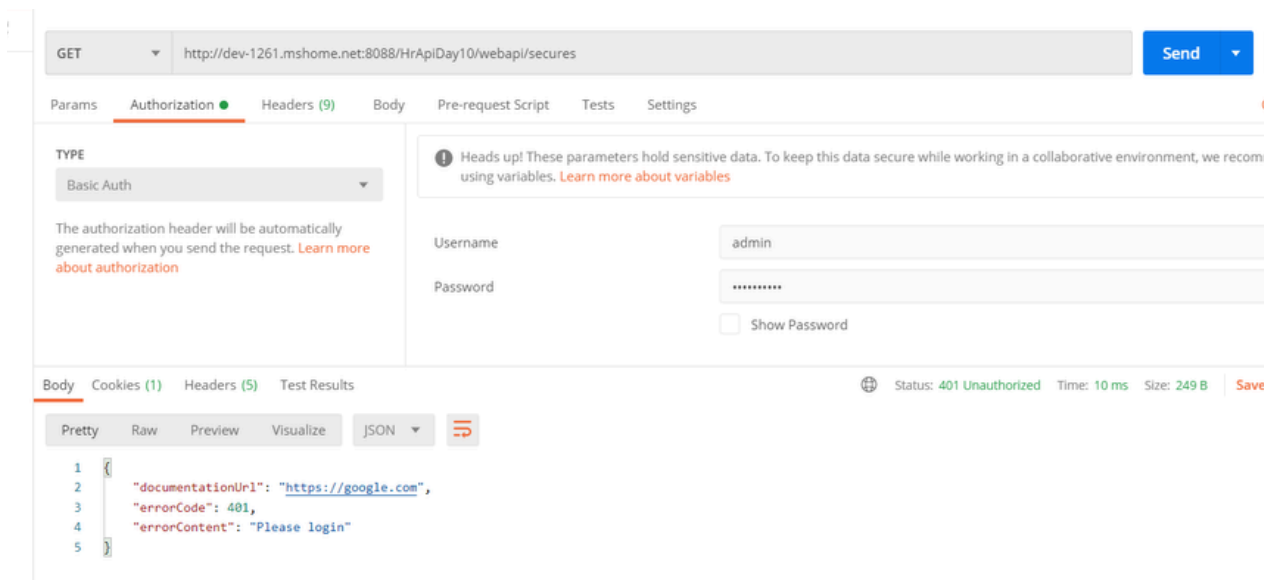 GET http://dev-1261.mshome.net:8088/HrApiDay10/webapi/secures Send
Params Authorization Headers (9) Body Pre-request Script Tests Settings
TYPE
Basic Auth
The authorization header will be automatically
generated when you send the request. Learn more
about authorization
Heads up! These parameters hold sensitive data. To keep this data secure while working in a collaborative environment, we recom
using variables. Learn more about variables
Username admin
Password ••••••••••
Show Password
Body Cookies (1) Headers (5) Test Results Status: 401 Unauthorized Time: 10 ms Size: 249 B Save
Pretty Raw Preview Visualize JSON
1 {
2 "documentationUrl": "https://google.com",
3 "errorCode": 401,
4 "errorContent": "Please login"
5 }